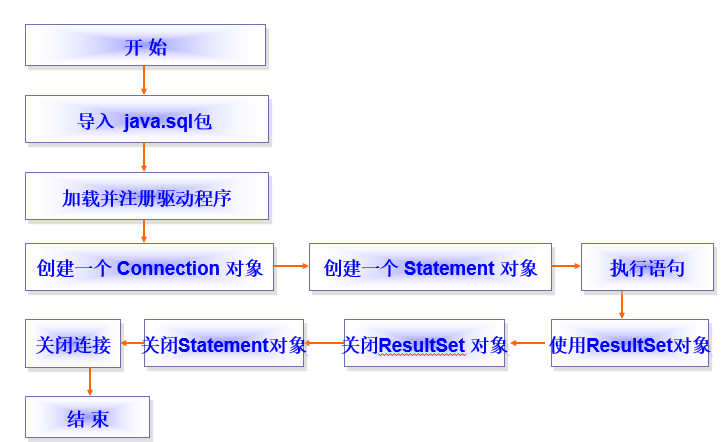 开 始
导入 java.sql包
加载并注册驱动程序
创建一个 Connection 对象
创建一个 Statement 对象
执行语句
使用ResultSet对象
关闭ResultSet 对象
关闭Statement对象
关闭连接
结 束